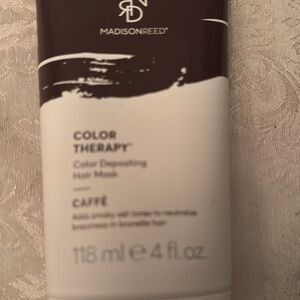 MADISONREED®
COLOR
THERAPY™
Color Depositing
Hair Mask
CAFFÈ
Adds smoky ash tones to neutralize
brassiness in brunette hair
118 ml e 4 fl.oz.